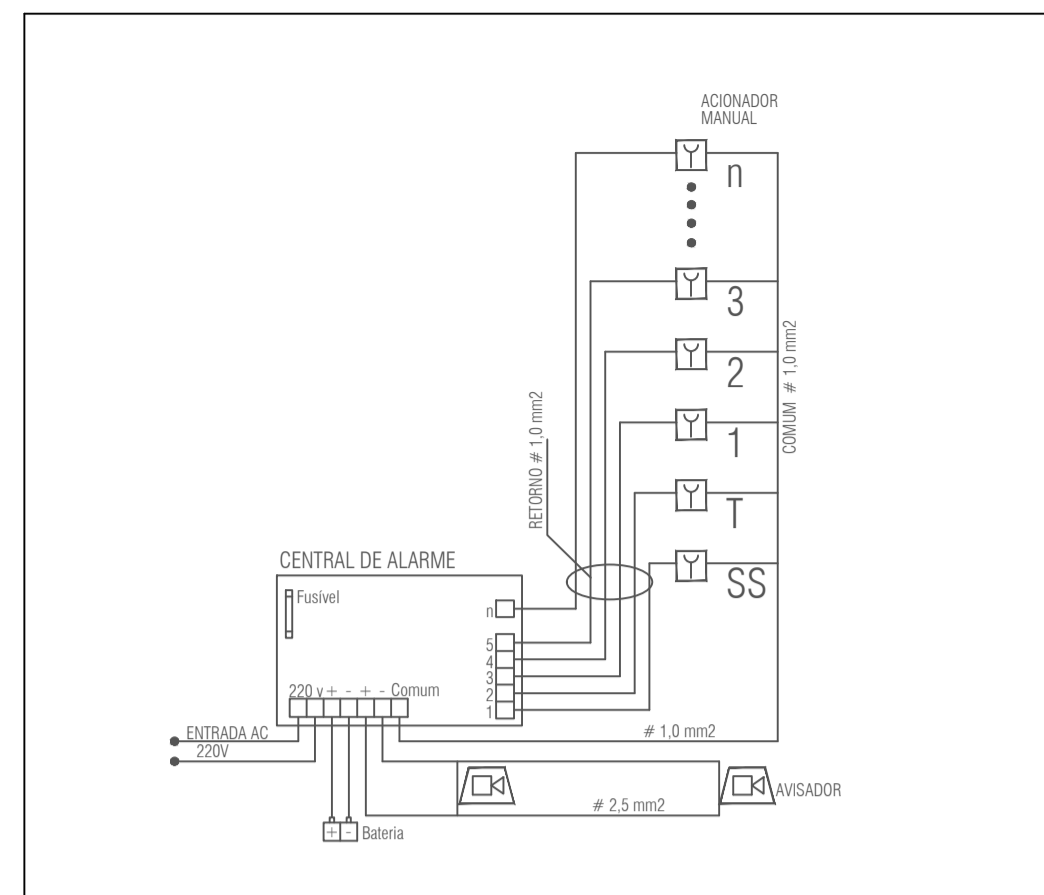 ACIONADOR
MANUAL
n
3
2
1
T
SS
COMUM # 1,0 mm2
RETORNO # 1,0 mm2
CENTRAL DE ALARME
Fusível
n
5
4
3
2
1
220 v + - + - Comum
ENTRADA AC
220V
# 1,0 mm2
# 2,5 mm2
AVISADOR
+ - Bateria